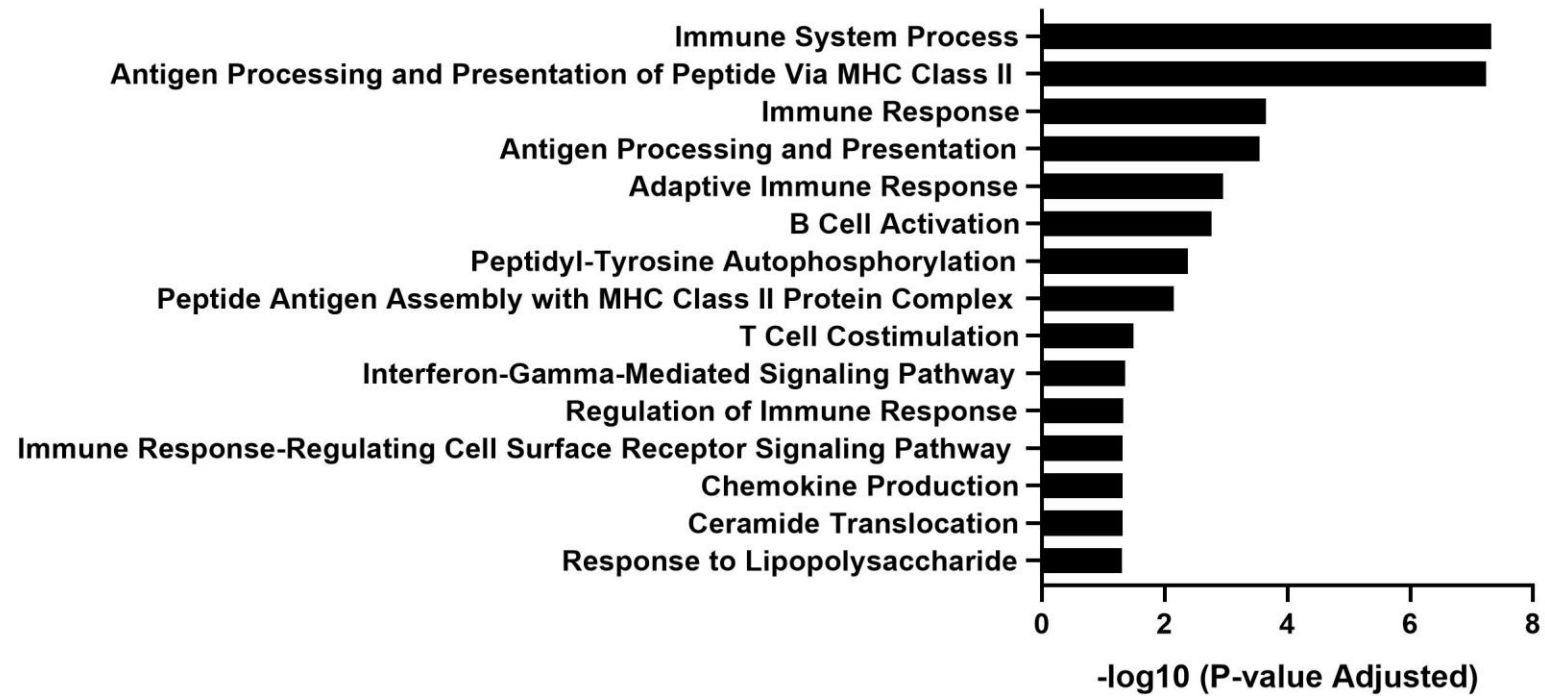 Immune System Process
Antigen Processing and Presentation of Peptide Via MHC Class II
Immune Response
Antigen Processing and Presentation
Adaptive Immune Response
B Cell Activation
Peptidyl-Tyrosine Autophosphorylation
Peptide Antigen Assembly with MHC Class II Protein Complex
T Cell Costimulation
Interferon-Gamma-Mediated Signaling Pathway
Regulation of Immune Response
Immune Response-Regulating Cell Surface Receptor Signaling Pathway
Chemokine Production
Ceramide Translocation
Response to Lipopolysaccharide
0 2 4 6 8
-log10 (P-value Adjusted)